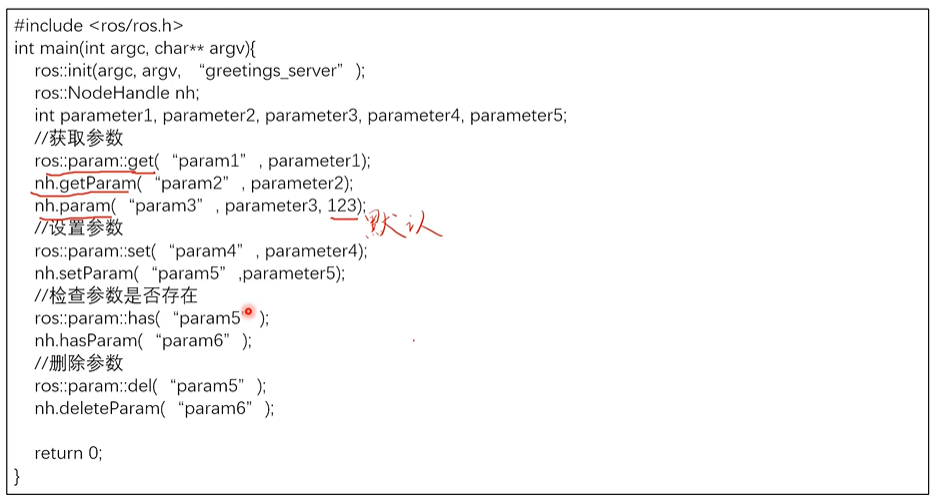 #include <ros/ros.h>
int main(int argc, char** argv){
ros::init(argc, argv, “greetings_server” );
ros::NodeHandle nh;
int parameter1, parameter2, parameter3, parameter4, parameter5;
//获取参数
ros::param::get( “param1” , parameter1);
nh.getParam( “param2” , parameter2);
nh.param( “param3” , parameter3, 123);
默认
//设置参数
ros::param::set( “param4” , parameter4);
nh.setParam( “param5” ,parameter5);
//检查参数是否存在
ros::param::has( “param5” );
nh.hasParam( “param6” );
//删除参数
ros::param::del( “param5” );
nh.deleteParam( “param6” );
return 0;
}